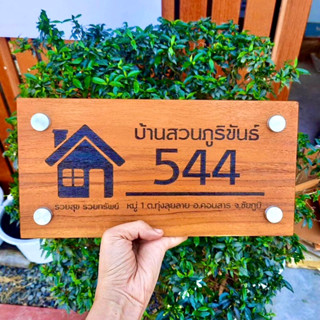 บ้านสวนภูริขันธ์
544
รวยสุข รวยทรัพย์ หมู่ 1 ต.ทุ่งลุยลาย อ.คอนสาร จ.ชัยภูมิ